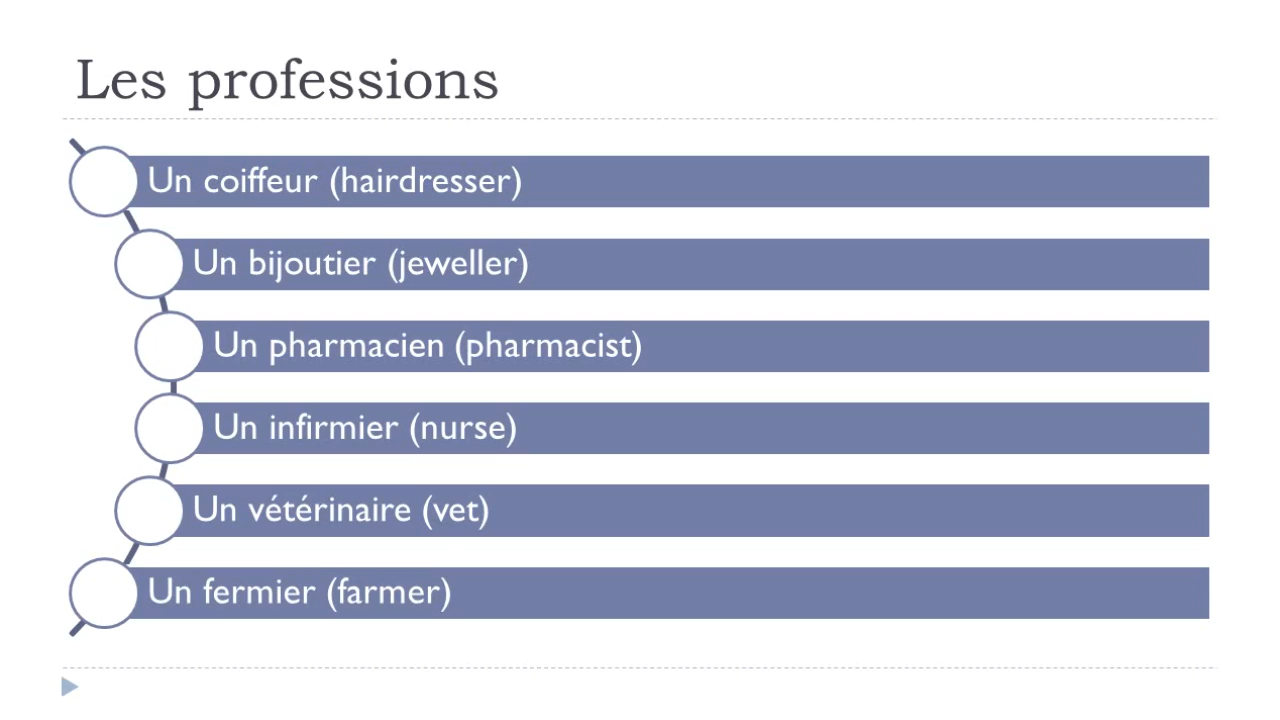 Les professions
Un coiffeur (hairdresser)
Un bijoutier (jeweller)
Un pharmacien (pharmacist)
Un infirmier (nurse)
Un vétérinaire (vet)
Un fermier (farmer)